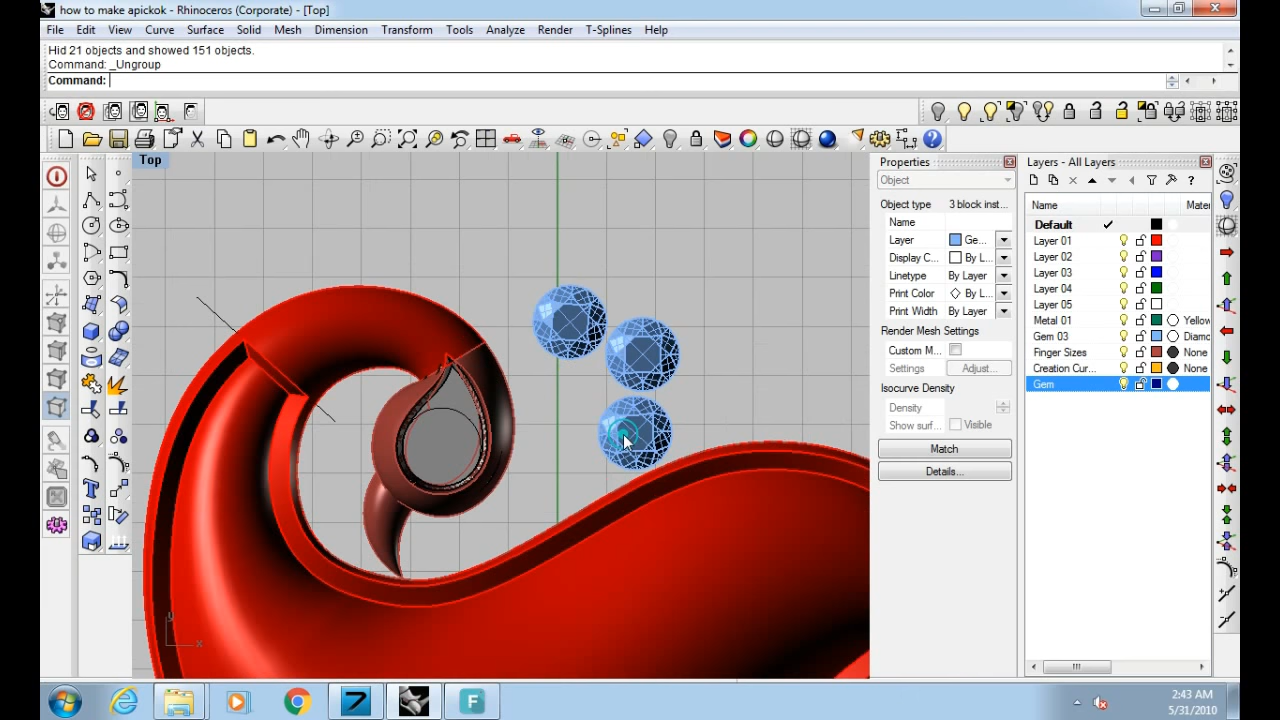 how to make apickok - Rhinoceros (Corporate) - [Top]
File Edit View Curve Surface Solid Mesh Dimension Transform Tools Analyze Render T-Splines Help
Hid 21 objects and showed 151 objects.
Command: _Ungroup
Command:
Top
Properties
Object
Object type 3 block inst...
Name
Layer Ge...
Display C... By L...
Linetype By Layer
Print Color By L...
Print Width By Layer
Render Mesh Settings
Custom M...
Settings Adjust...
Isocurve Density
Density
Show surf... Visible
Match
Details...
Layers - All Layers
Name Mater
Default
Layer 01
Layer 02
Layer 03
Layer 04
Layer 05
Metal 01 Yellow
Gem 03 Diamo
Finger Sizes None
Creation Cur... None
Gem
y
x
2:43 AM
5/31/2010